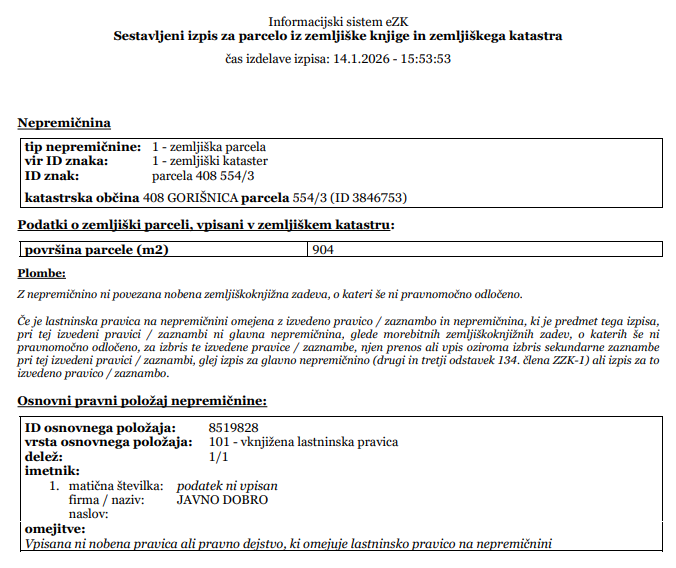 Informacijski sistem eZK
Sestavljeni izpis za parcelo iz zemljiške knjige in zemljiškega katastra
čas izdelave izpisa: 14.1.2026 - 15:53:53
Nepremičnina
tip nepremičnine: 1 - zemljiška parcela
vir ID znaka: 1 - zemljiški kataster
ID znak: parcela 408 554/3
katastrska občina 408 GORIŠNICA parcela 554/3 (ID 3846753)
Podatki o zemljiški parceli, vpisani v zemljiškem katastru:
površina parcele (m2) 904
Plombe:
Z nepremičnino ni povezana nobena zemljiškoknjižna zadeva, o kateri še ni pravnomočno odločeno.
Če je lastninska pravica na nepremičnini omejena z izvedeno pravico / zaznambo in nepremičnina, ki je predmet tega izpisa,
pri tej izvedeni pravici / zaznambi ni glavna nepremičnina, glede morebitnih zemljiškoknjižnih zadev, o katerih še ni
pravnomočno odločeno, za izbris te izvedene pravice / zaznambe, njen prenos ali vpis oziroma izbris sekundarne zaznambe
pri tej izvedeni pravici / zaznambi, glej izpis za glavno nepremičnino (drugi in tretji odstavek 134. člena ZZK-1) ali izpis za to
izvedeno pravico / zaznambo.
Osnovni pravni položaj nepremičnine:
ID osnovnega položaja: 8519828
vrsta osnovnega položaja: 101 - vknjižena lastninska pravica
delež: 1/1
imetnik:
1. matična številka: podatek ni vpisan
firma / naziv: JAVNO DOBRO
naslov:
omejitve:
Vpisana ni nobena pravica ali pravno dejstvo, ki omejuje lastninsko pravico na nepremičnini